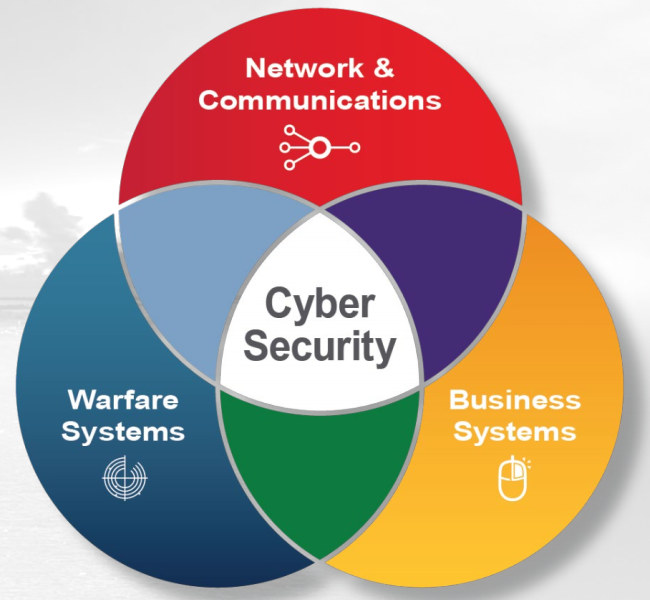 Network &
Communications
Cyber
Security
Warfare
Systems
Business
Systems